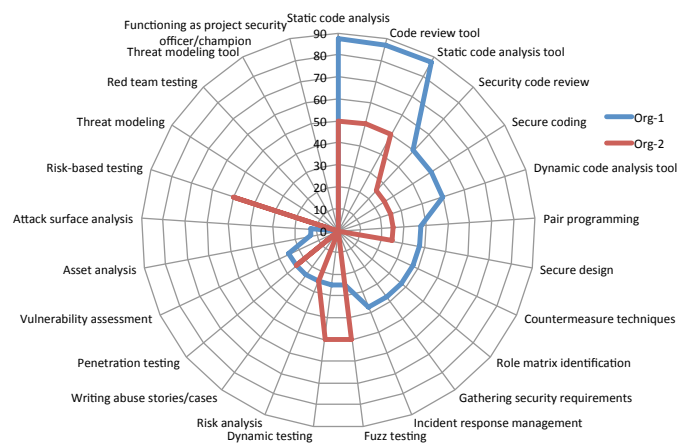 Static code analysis
Code review tool
Static code analysis tool
Security code review
Secure coding
Dynamic code analysis tool
Pair programming
Secure design
Countermeasure techniques
Role matrix identification
Gathering security requirements
Incident response management
Fuzz testing
Dynamic testing
Risk analysis
Writing abuse stories/cases
Penetration testing
Vulnerability assessment
Asset analysis
Attack surface analysis
Risk-based testing
Threat modeling
Red team testing
Threat modeling tool
Functioning as project security
officer/champion
90
80
70
60
50
40
30
20
10
0
Org-1
Org-2